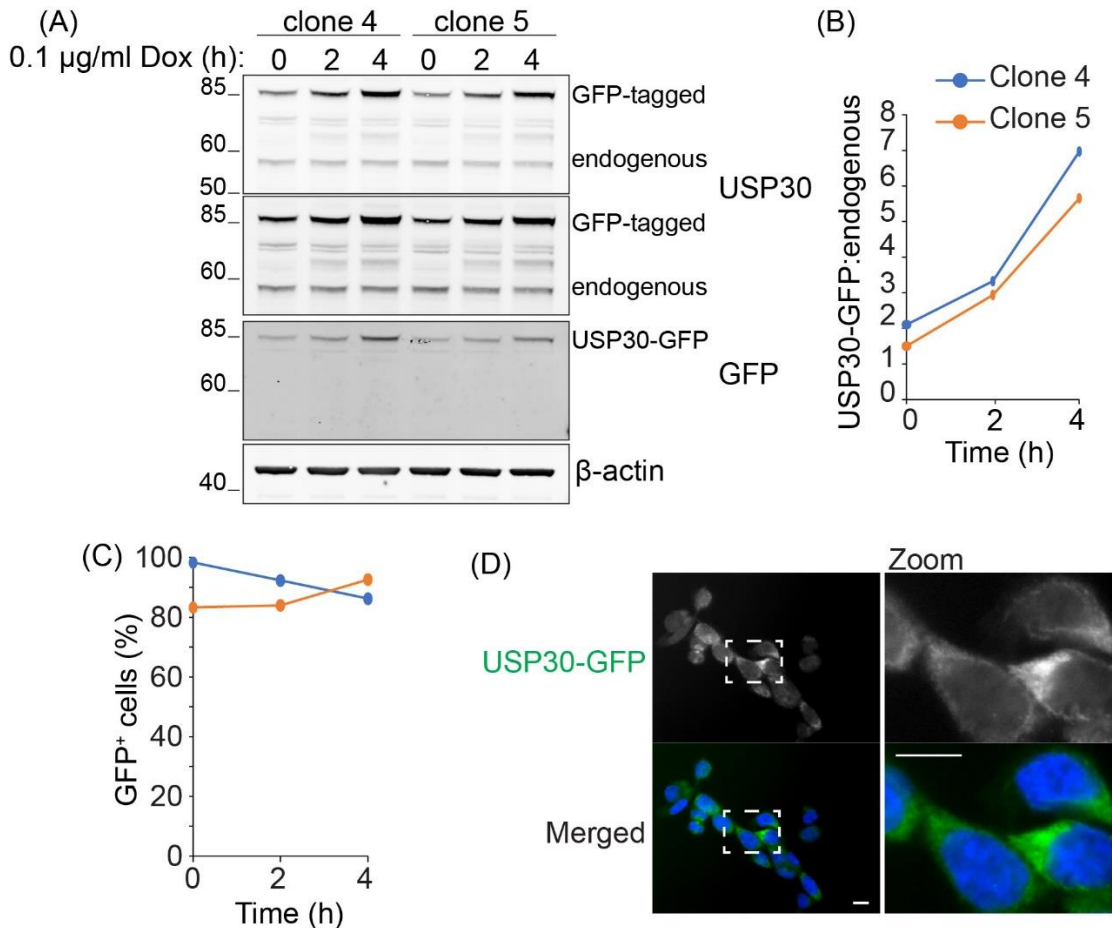 (A)
clone 4 clone 5
0.1 µg/ml Dox (h): 0 2 4 0 2 4
85 GFP-tagged
60 endogenous
50
USP30
85 GFP-tagged
60 endogenous
85 USP30-GFP
60
GFP
40 β-actin
(B)
Clone 4
Clone 5
USP30-GFP:endogenous
8
7
6
5
4
3
2
1
0
0 2 4
Time (h)
(C)
GFP⁺ cells (%)
100
80
60
40
20
0
0 2 4
Time (h)
(D)
Zoom
USP30-GFP
Merged